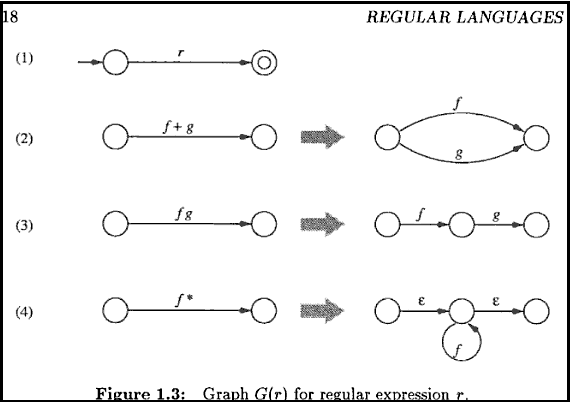 18 REGULAR LANGUAGES
(1) r
(2) f + g f g
(3) fg f g
(4) f* ε ε f
Figure 1.3: Graph G(r) for regular expression r.